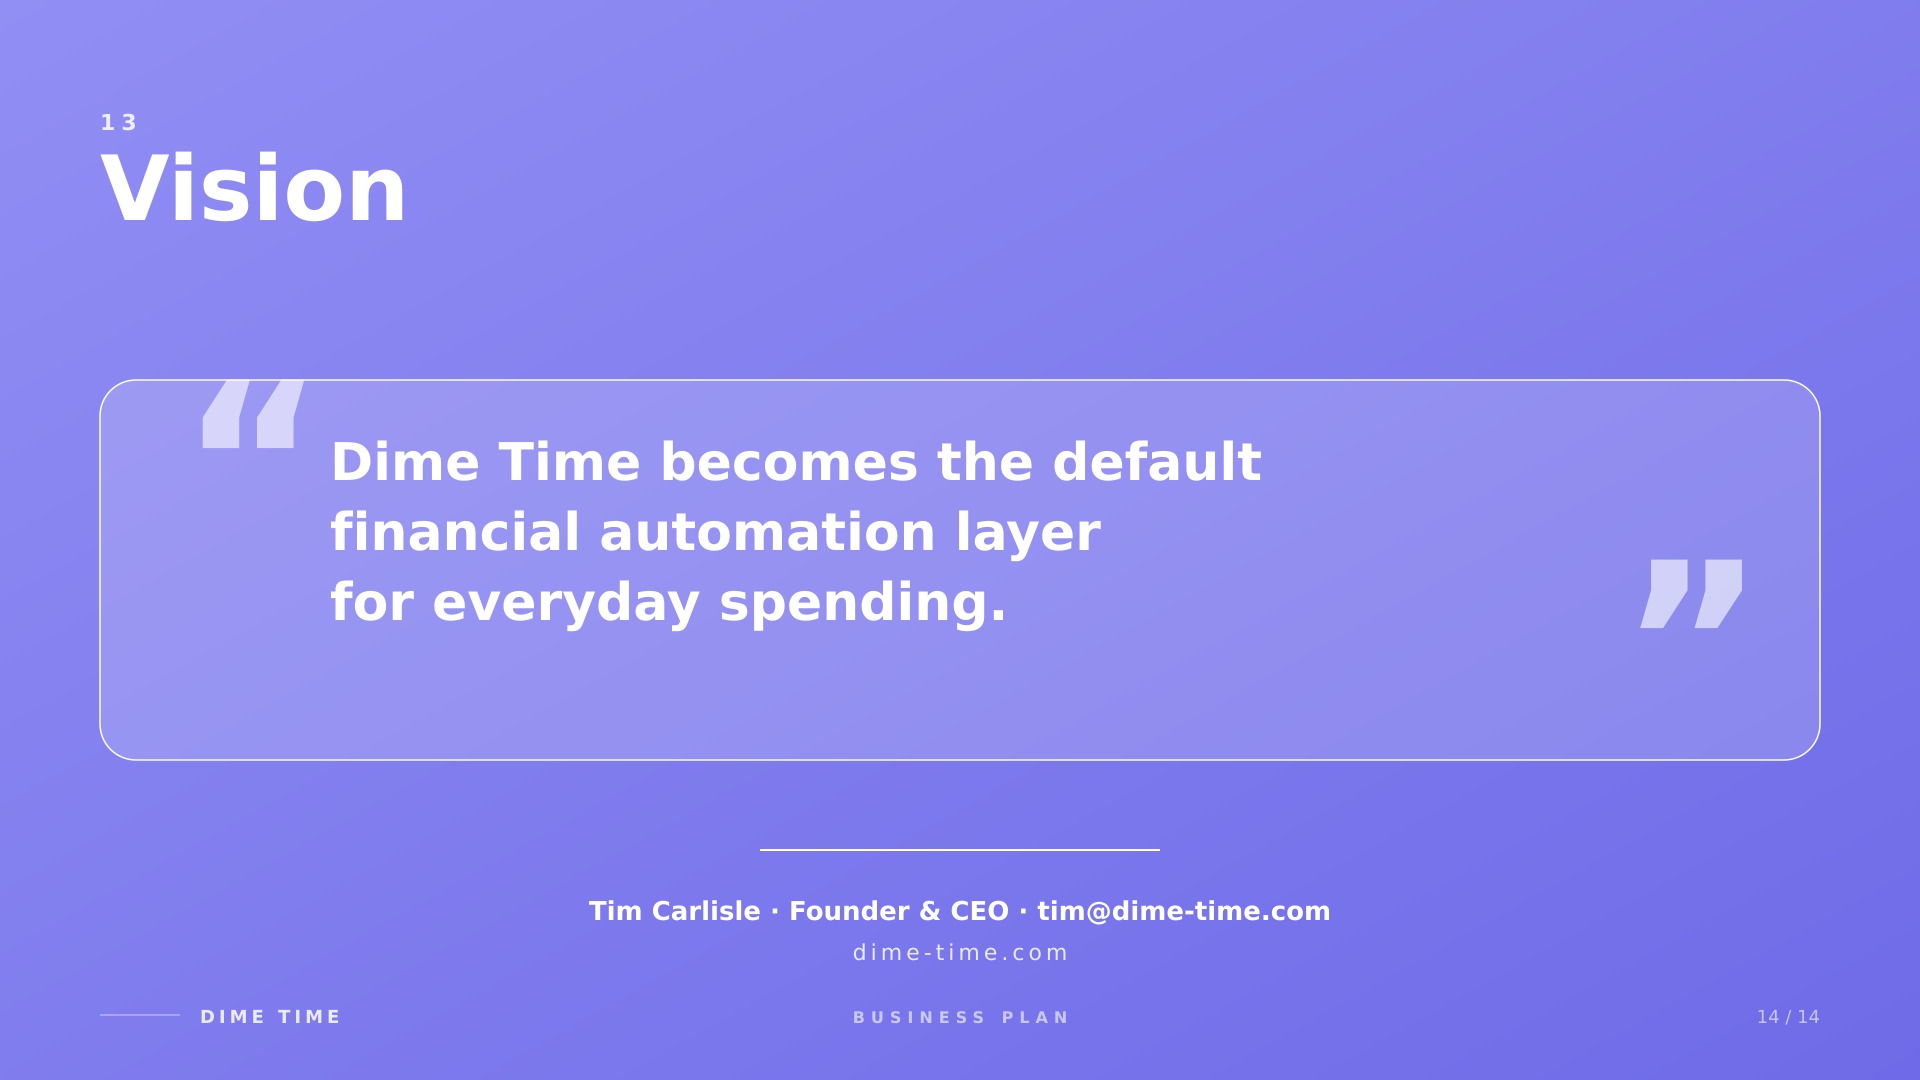 13
Vision
“
Dime Time becomes the default
financial automation layer
for everyday spending.
”
Tim Carlisle · Founder & CEO · tim@dime-time.com
dime-time.com
DIME TIME
BUSINESS PLAN
14 / 14